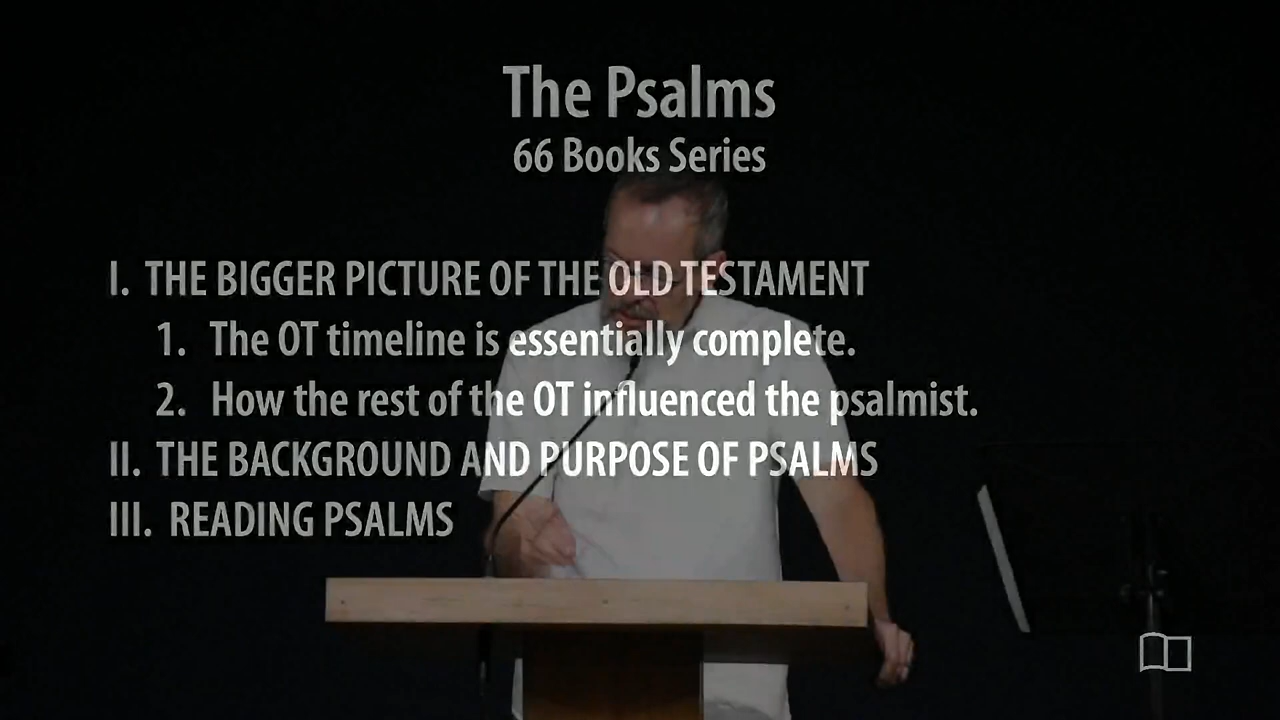 The Psalms
66 Books Series
I. THE BIGGER PICTURE OF THE OLD TESTAMENT
1. The OT timeline is essentially complete.
2. How the rest of the OT influenced the psalmist.
II. THE BACKGROUND AND PURPOSE OF PSALMS
III. READING PSALMS